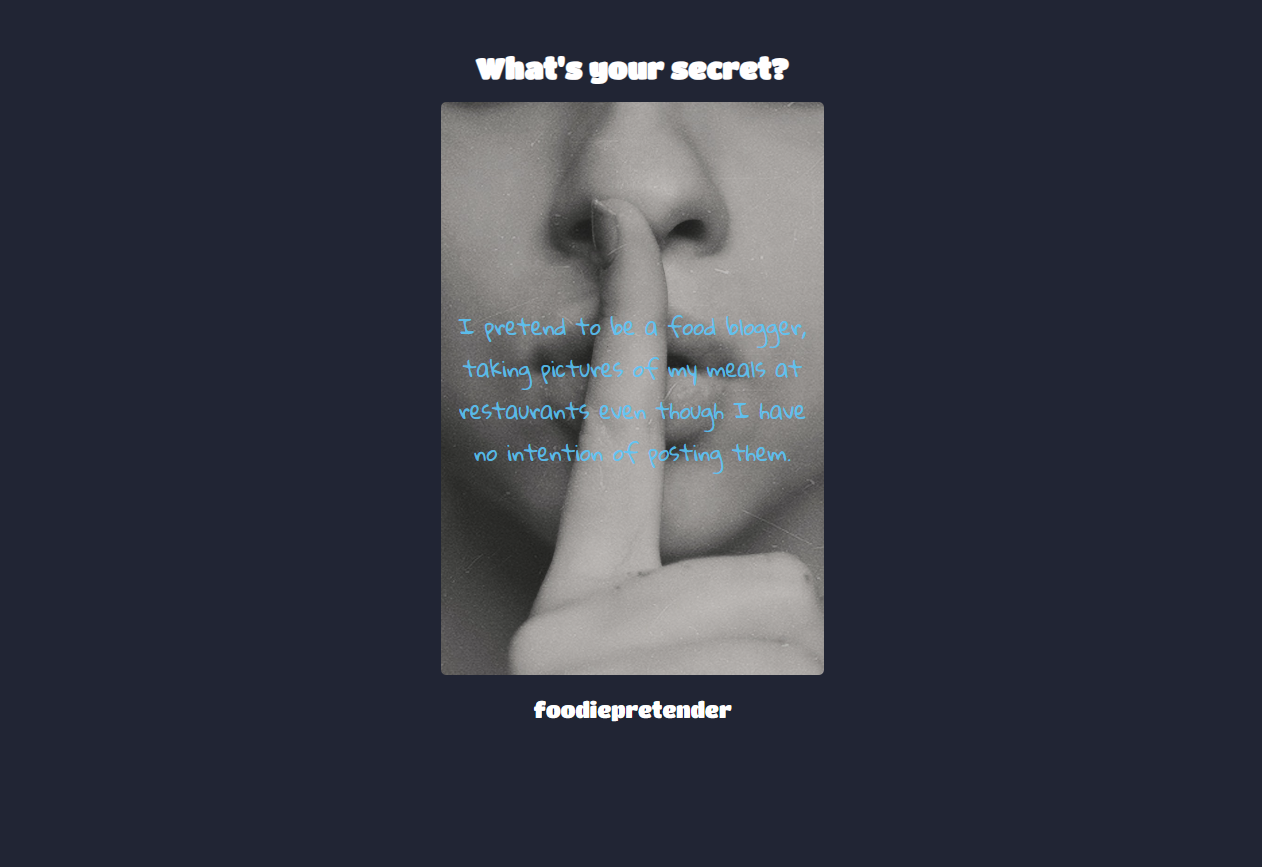 What's your secret?
I pretend to be a food blogger,
taking pictures of my meals at
restaurants even though I have
no intention of posting them.
foodiepretender